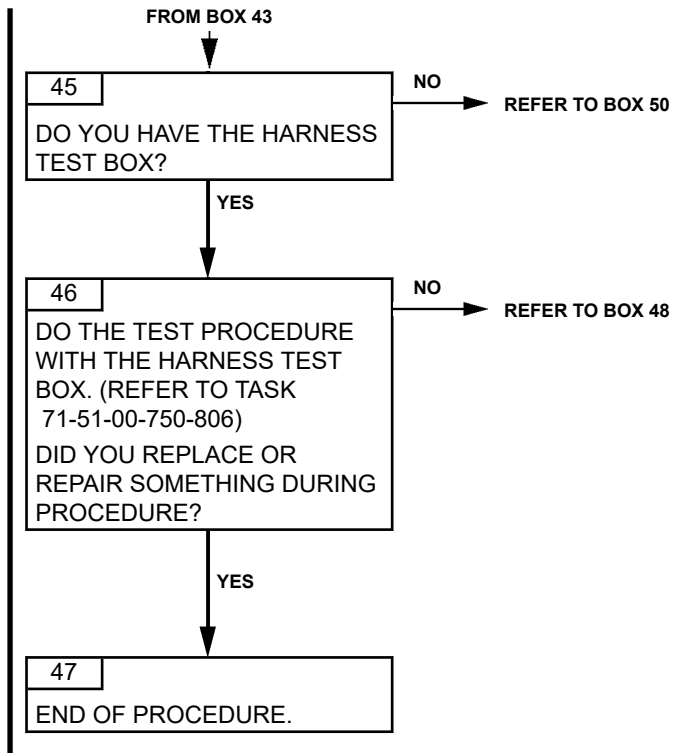 FROM BOX 43
45
NO
REFER TO BOX 50
DO YOU HAVE THE HARNESS
TEST BOX?
YES
46
NO
REFER TO BOX 48
DO THE TEST PROCEDURE
WITH THE HARNESS TEST
BOX. (REFER TO TASK
71-51-00-750-806)
DID YOU REPLACE OR
REPAIR SOMETHING DURING
PROCEDURE?
YES
47
END OF PROCEDURE.